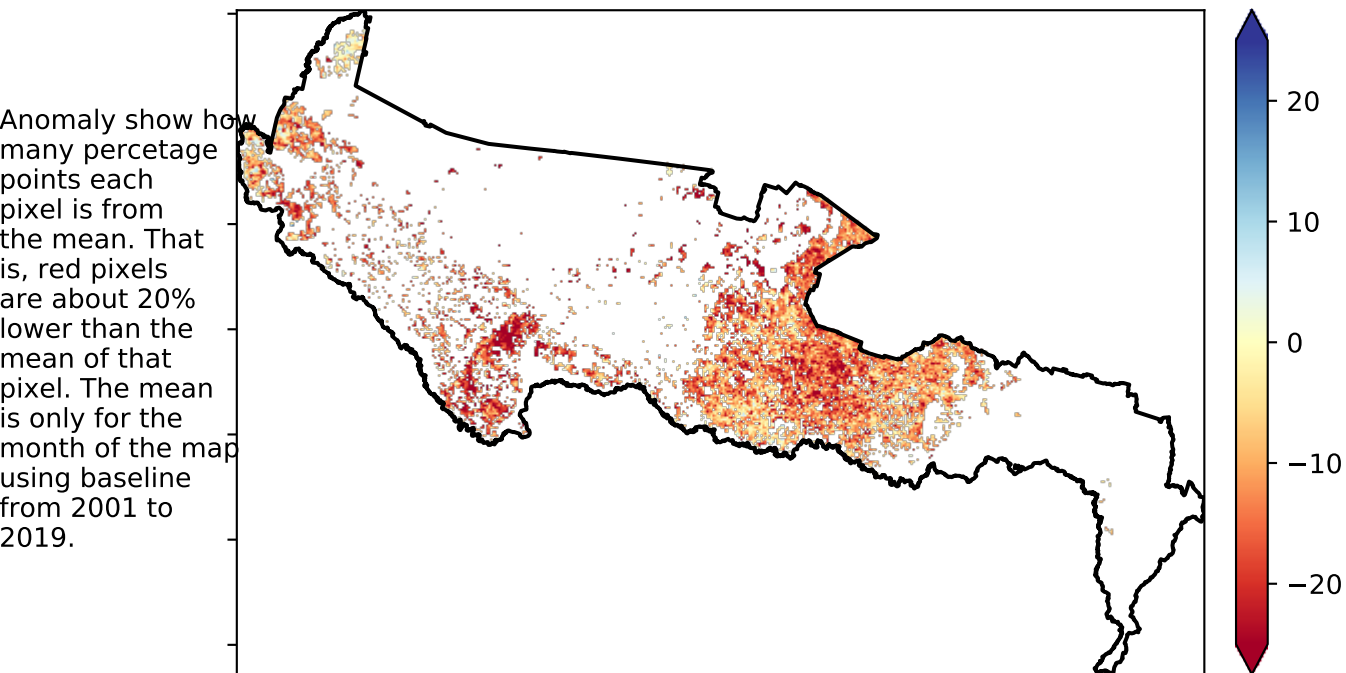 Anomaly show how
many percetage
points each
pixel is from
the mean. That
is, red pixels
are about 20%
lower than the
mean of that
pixel. The mean
is only for the
month of the map
using baseline
from 2001 to
2019.
20
10
0
−10
−20